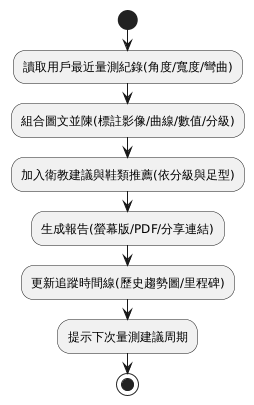 讀取用戶最近量測紀錄(角度/寬度/彎曲)
組合圖文並陳(標註影像/曲線/數值/分級)
加入衛教建議與鞋類推薦(依分級與足型)
生成報告(螢幕版/PDF/分享連結)
更新追蹤時間線(歷史趨勢圖/里程碑)
提示下次量測建議周期